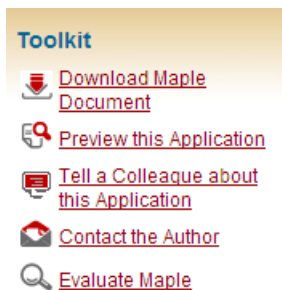 Toolkit
Download Maple
Document
Preview this Application
Tell a Colleague about
this Application
Contact the Author
Evaluate Maple